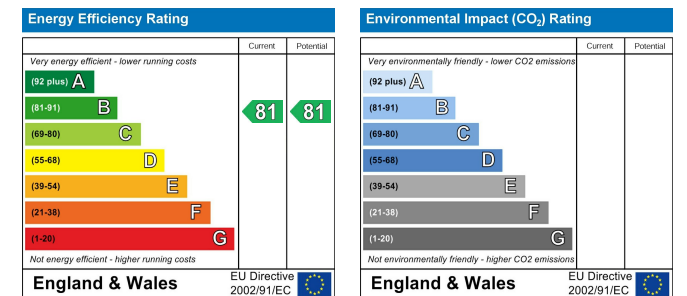 Energy Efficiency Rating
Current Potential
Very energy efficient - lower running costs
(92 plus) A
(81-91) B 81 81
(69-80) C
(55-68) D
(39-54) E
(21-38) F
(1-20) G
Not energy efficient - higher running costs
England & Wales
EU Directive
2002/91/EC
Environmental Impact (CO₂) Rating
Current Potential
Very environmentally friendly - lower CO2 emissions
(92 plus) A
(81-91) B
(69-80) C
(55-68) D
(39-54) E
(21-38) F
(1-20) G
Not environmentally friendly - higher CO2 emissions
England & Wales
EU Directive
2002/91/EC